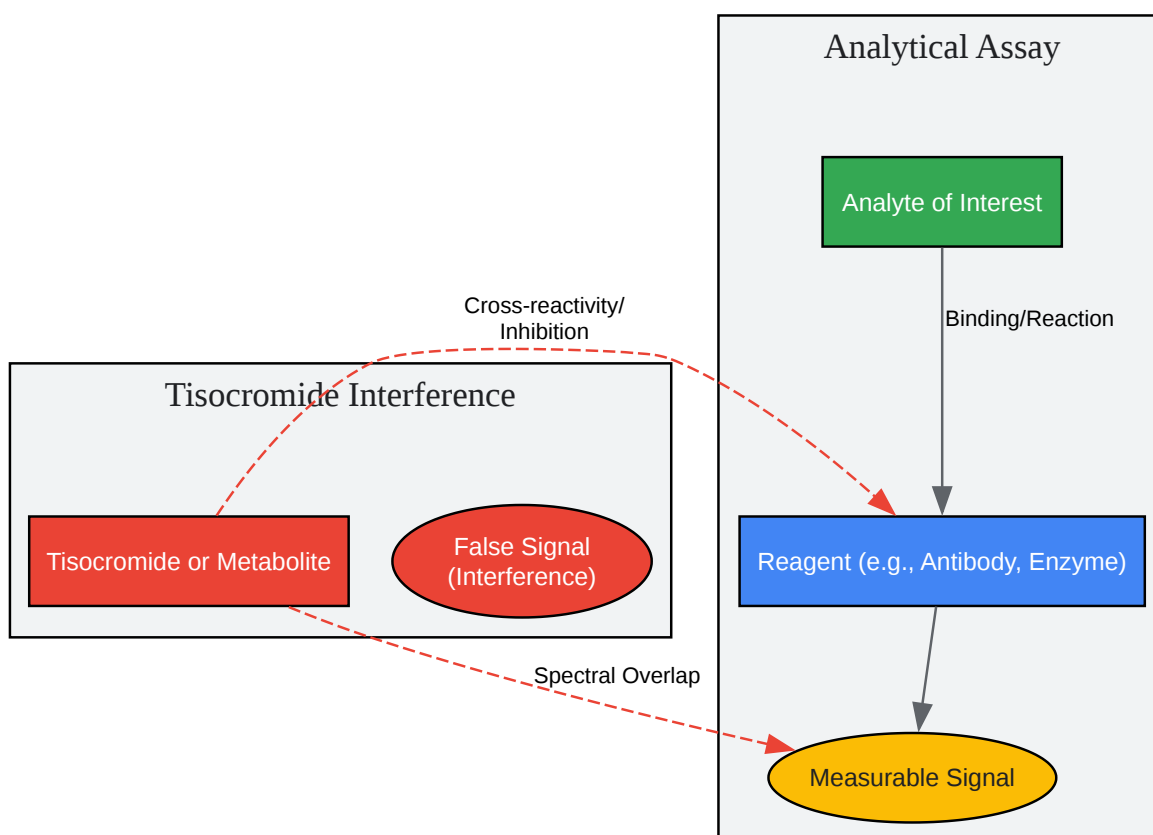 Analytical Assay
Analyte of Interest
Cross-reactivity/
Inhibition
Binding/Reaction
Tisocromide Interference
Tisocromide or Metabolite
False Signal
(Interference)
Reagent (e.g., Antibody, Enzyme)
Spectral Overlap
Measurable Signal